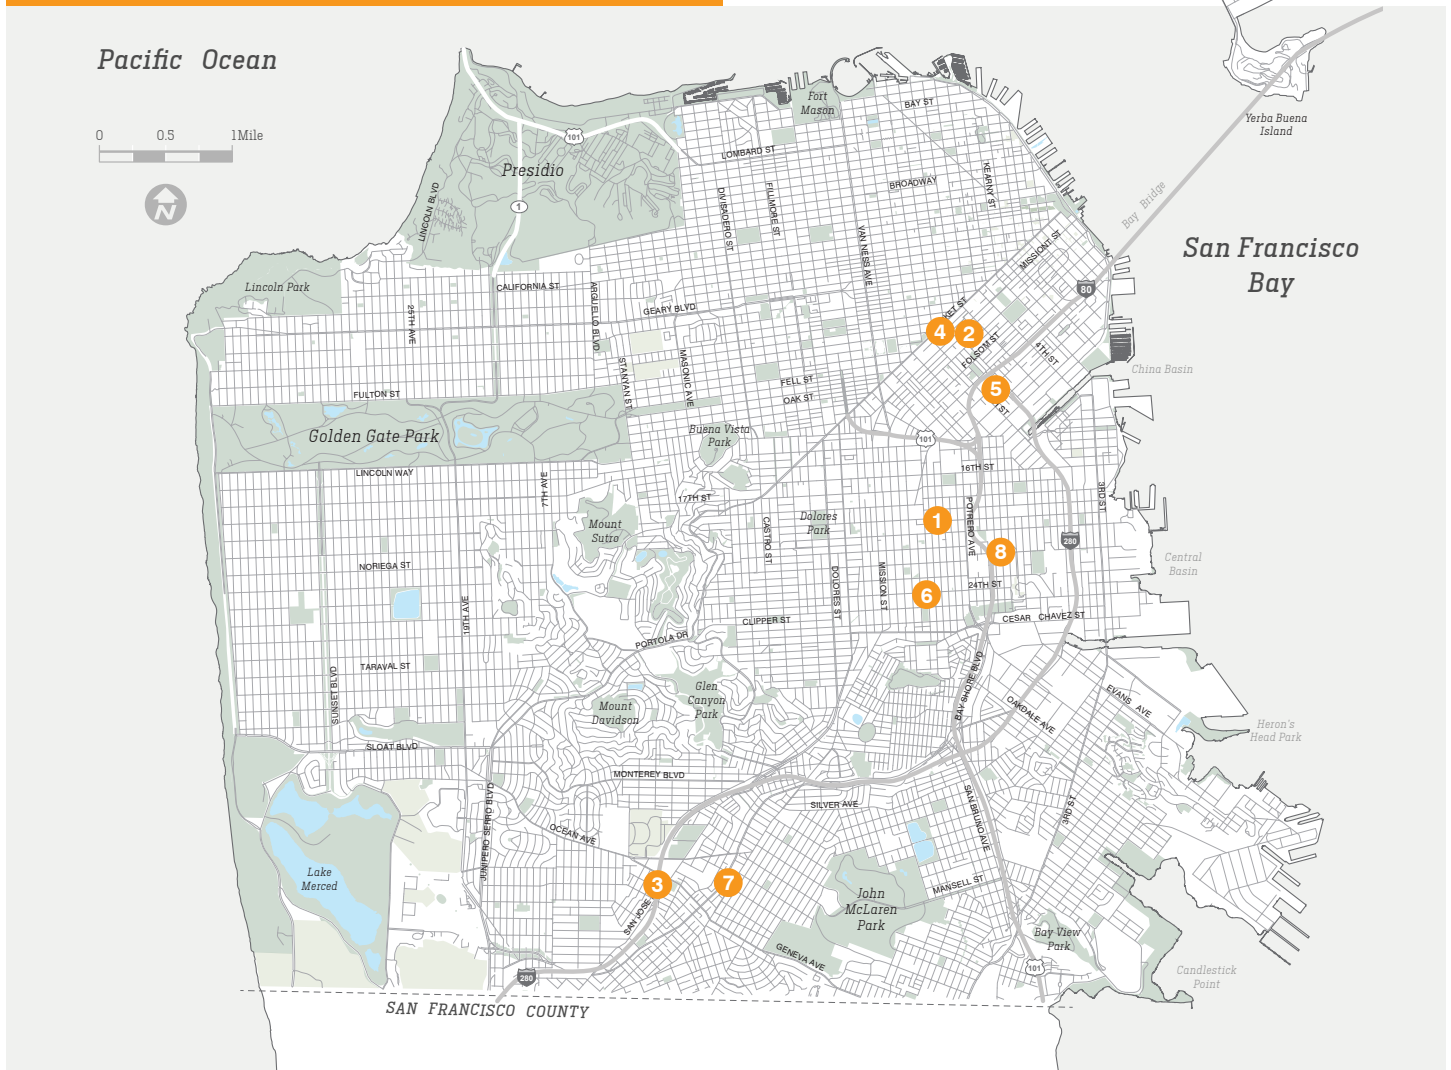 Pacific Ocean
0 0.5 1Mile
N
Yerba Buena
Island
Bay Bridge
San Francisco
Bay
Fort
Mason
BAY ST
101
Presidio
LOMBARD ST
1
LINCOLN BLVD
DIVISADERO ST
FILLMORE ST
BROADWAY
KEARNY ST
VAN NESS AVE
MISSIONT ST
Lincoln Park
CALIFORNIA ST
ARGUELLO BLVD
GEARY BLVD
25TH AVE
80
KET ST
4
2
FOLSOM ST
4TH ST
China Basin
STANYAN ST
MASONIC AVE
FELL ST
OAK ST
5
T ST
FULTON ST
Golden Gate Park
Buena Vista
Park
101
16TH ST
LINCOLN WAY
7TH AVE
17TH ST
3RD ST
Mount
Sutro
CASTRO ST
Dolores
Park
1
POTRERO AVE
280
8
Central
Basin
NORIEGA ST
DOLORES ST
MISSION ST
24TH ST
6
19TH AVE
CLIPPER ST
CESAR CHAVEZ ST
PORTOLA DR
TARAVAL ST
SUNSET BLVD
Glen
Canyon
Park
Mount
Davidson
BAY SHORE BLVD
OAKDALE AVE
EVANS AVE
Heron's
Head Park
SLOAT BLVD
MONTEREY BLVD
JUNIPERO SERRO BLVD
OCEAN AVE
SILVER AVE
SAN BRUNO AVE
3RD ST
Lake
Merced
3
7
SAN JOSE
John
McLaren
Park
MANSELL ST
Bay View
Park
GENEVA AVE
280
101
Candlestick
Point
SAN FRANCISCO COUNTY